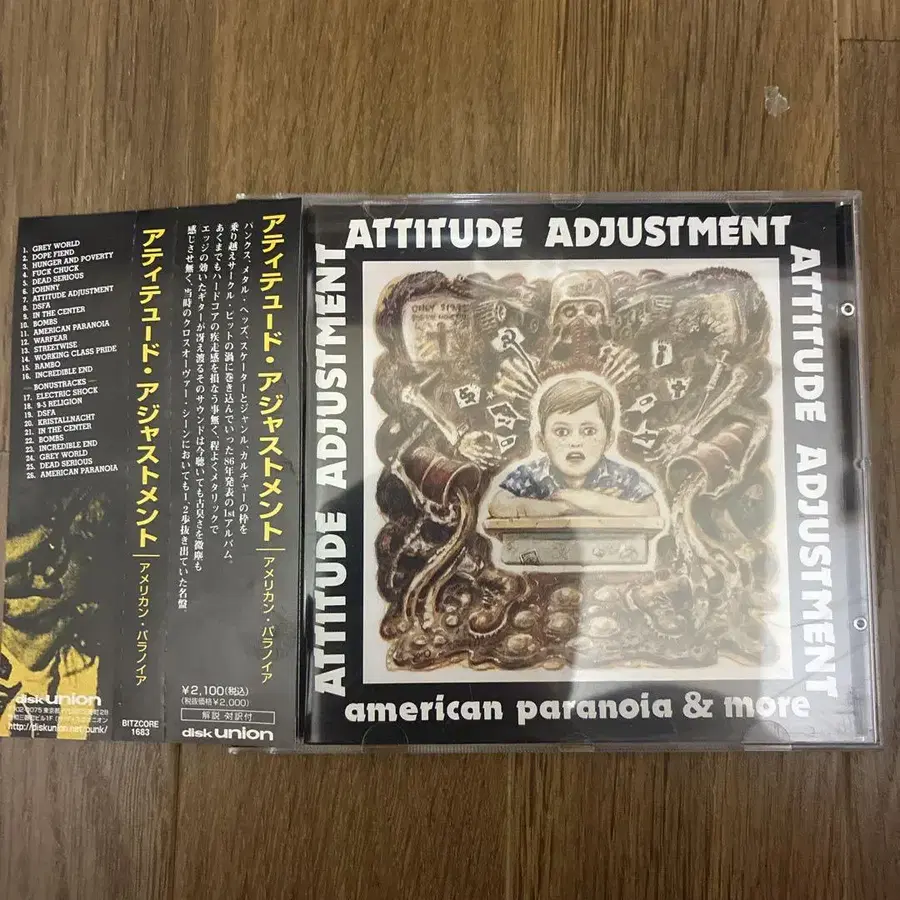 1. GREY WORLD
2. DOPE FIEND
3. HUNGER AND POVERTY
4. FUCK CHUCK
5. DEAD SERIOUS
6. JOHNNY
7. ATTITUDE ADJUSTMENT
8. DSFA
9. IN THE CENTER
10. BOMBS
11. AMERICAN PARANOIA
12. WARFEAR
13. STREETWISE
14. WORKING CLASS PRIDE
15. RAMBO
16. INCREDIBLE END
—BONUSTRACKS—
17. ELECTRIC SHOCK
18. 9-5 RELIGION
19. DSFA
20. KRISTALLNACHT
21. IN THE CENTER
22. BOMBS
23. INCREDIBLE END
24. GREY WORLD
25. DEAD SERIOUS
26. AMERICAN PARANOIA
disk union
http://diskunion.net/punk/
アティテュード・アジャストメント｜アメリカン・パラノイア
BITZCORE
1683
アティテュード・アジャストメント｜アメリカン・パラノイア
パンクス、メタル・ヘッズ、スケーターとジャンル、カルチャーの枠を
乗り越えサークル・ピットの渦に巻き込んでいった86年発表の1stアルバム。
あくまでもハードコアの疾走感を損なう事無く、程よくメタリックで
エッジの効いたギターが冴え渡るそのサウンドは今聴いても古臭さを微塵も
感じさせ無く、当時のクロスオーヴァー・シーンにおいても1・2歩抜き出ていた名盤。
¥2,100(税込)
(税抜価格¥2,000)
解説 対訳付
disk union
ATTITUDE ADJUSTMENT
ATTITUDE ADJUSTMENT
ATTITUDE ADJUSTMENT
american paranoia & more